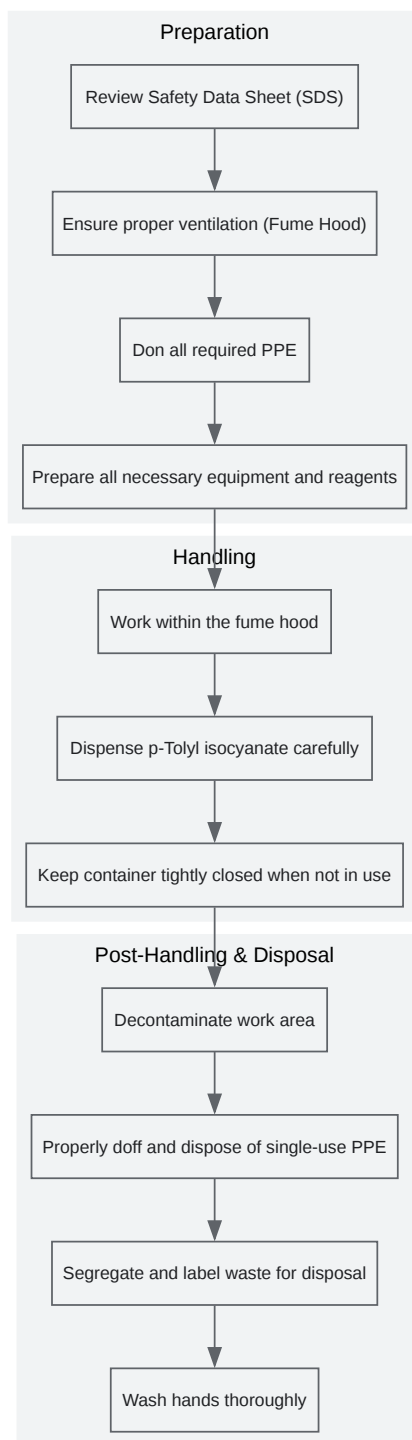 Preparation
Review Safety Data Sheet (SDS)
Ensure proper ventilation (Fume Hood)
Don all required PPE
Prepare all necessary equipment and reagents
Handling
Work within the fume hood
Dispense p-Tolyl isocyanate carefully
Keep container tightly closed when not in use
Post-Handling & Disposal
Decontaminate work area
Properly doff and dispose of single-use PPE
Segregate and label waste for disposal
Wash hands thoroughly